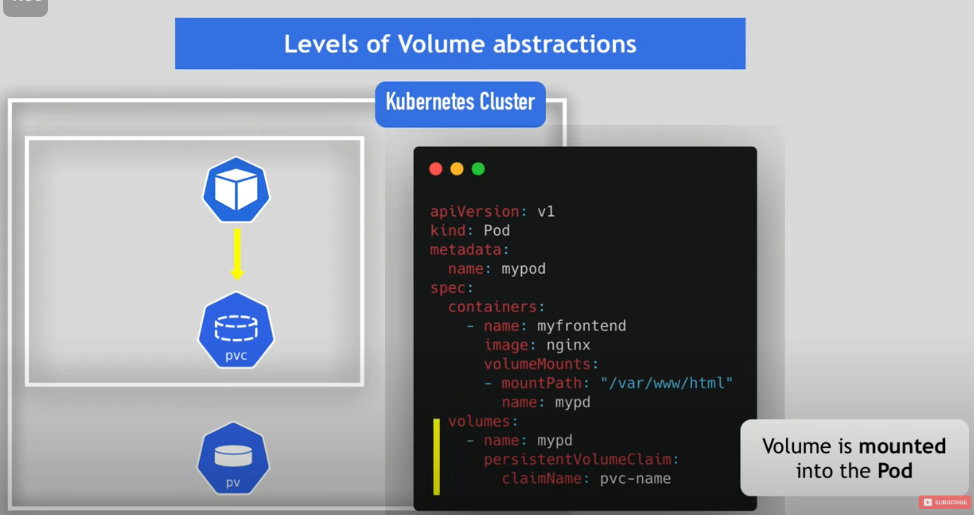 Levels of Volume abstractions
Kubernetes Cluster
pvc
pv
apiVersion: v1
kind: Pod
metadata:
  name: mypod
spec:
  containers:
    - name: myfrontend
      image: nginx
      volumeMounts:
      - mountPath: "/var/www/html"
        name: mypd
  volumes:
    - name: mypd
      persistentVolumeClaim:
        claimName: pvc-name
Volume is mounted
into the Pod
SUBSCRIBE